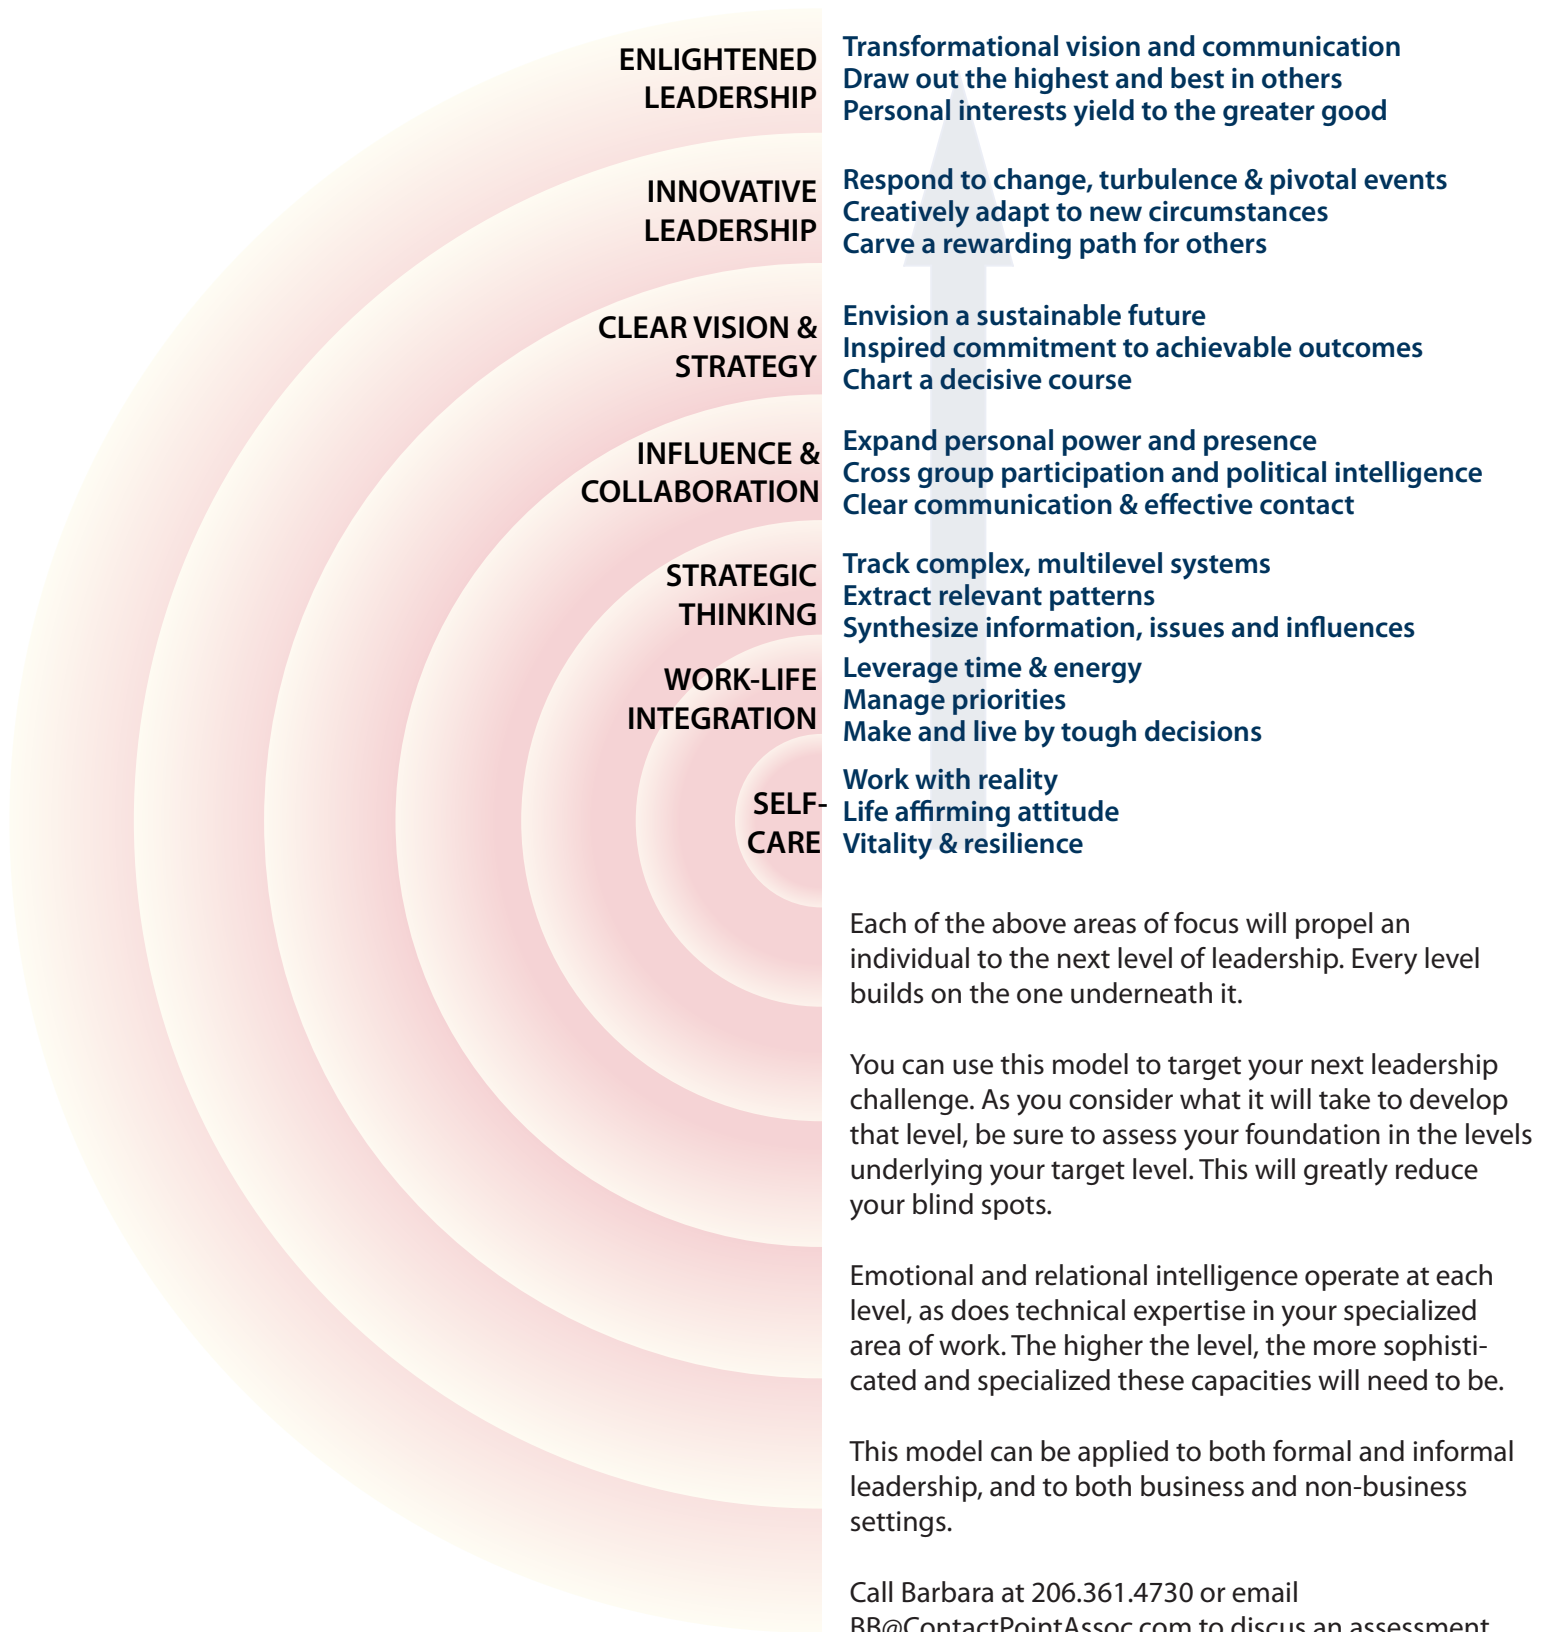 ENLIGHTENED
LEADERSHIP
Transformational vision and communication
Draw out the highest and best in others
Personal interests yield to the greater good
INNOVATIVE
LEADERSHIP
Respond to change, turbulence & pivotal events
Creatively adapt to new circumstances
Carve a rewarding path for others
CLEAR VISION &
STRATEGY
Envision a sustainable future
Inspired commitment to achievable outcomes
Chart a decisive course
INFLUENCE &
COLLABORATION
Expand personal power and presence
Cross group participation and political intelligence
Clear communication & effective contact
STRATEGIC
THINKING
Track complex, multilevel systems
Extract relevant patterns
Synthesize information, issues and influences
WORK-LIFE
INTEGRATION
Leverage time & energy
Manage priorities
Make and live by tough decisions
SELF-
CARE
Work with reality
Life affirming attitude
Vitality & resilience
Each of the above areas of focus will propel an
individual to the next level of leadership. Every level
builds on the one underneath it.
You can use this model to target your next leadership
challenge. As you consider what it will take to develop
that level, be sure to assess your foundation in the levels
underlying your target level. This will greatly reduce
your blind spots.
Emotional and relational intelligence operate at each
level, as does technical expertise in your specialized
area of work. The higher the level, the more sophisti-
cated and specialized these capacities will need to be.
This model can be applied to both formal and informal
leadership, and to both business and non-business
settings.
Call Barbara at 206.361.4730 or email
BB@ContactPointAssoc.com to discus an assessment